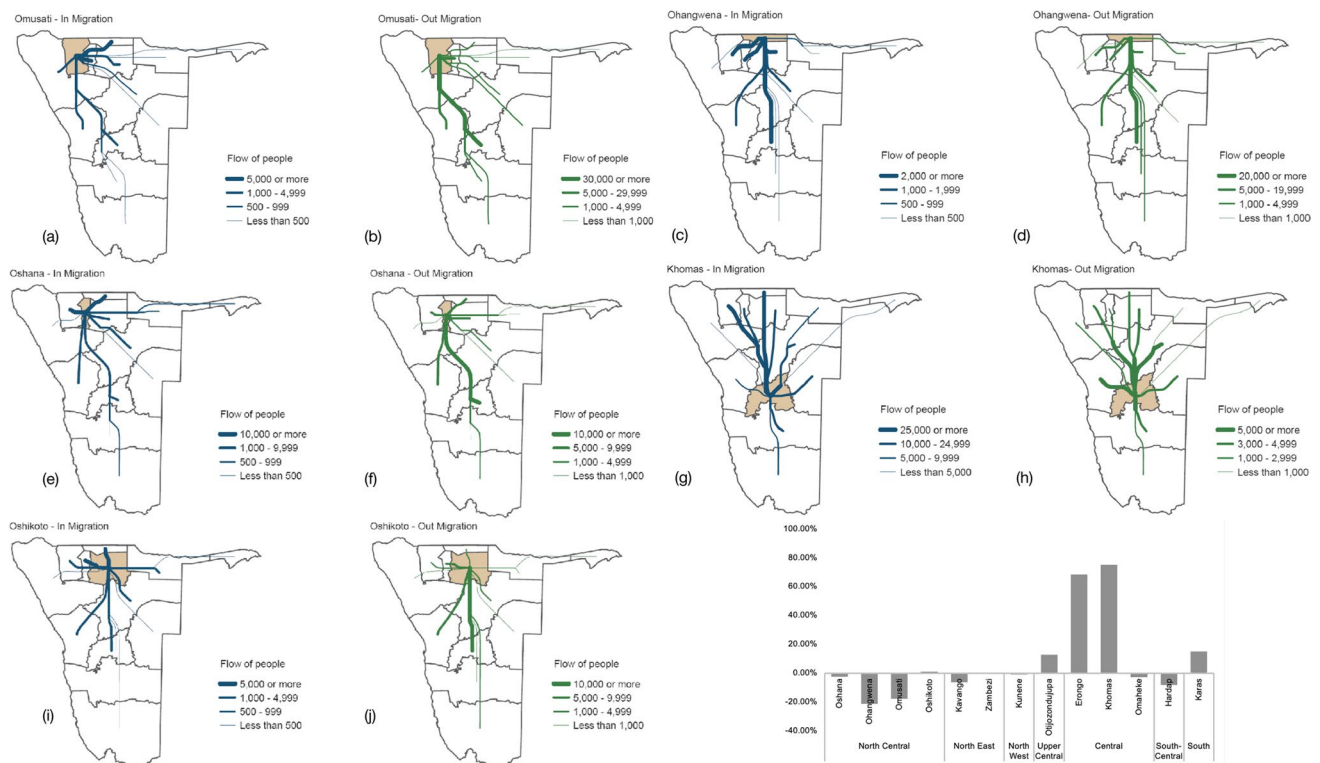 Omusati - In Migration
Flow of people
5,000 or more
1,000 - 4,999
500 - 999
Less than 500
(a)
Omusati- Out Migration
Flow of people
30,000 or more
5,000 - 29,999
1,000 - 4,999
Less than 1,000
(b)
Ohangwena - In Migration
Flow of people
2,000 or more
1,000 - 1,999
500 - 999
Less than 500
(c)
Ohangwena- Out Migration
Flow of people
20,000 or more
5,000 - 19,999
1,000 - 4,999
Less than 1,000
(d)
Oshana - In Migration
Flow of people
10,000 or more
1,000 - 9,999
500 - 999
Less than 500
(e)
Oshana - Out Migration
Flow of people
10,000 or more
5,000 - 9,999
1,000 - 4,999
Less than 1,000
(f)
Khomas - In Migration
Flow of people
25,000 or more
10,000 - 24,999
5,000 - 9,999
Less than 5,000
(g)
Khomas- Out Migration
Flow of people
5,000 or more
3,000 - 4,999
1,000 - 2,999
Less than 1,000
(h)
Oshikoto - In Migration
Flow of people
5,000 or more
1,000 - 4,999
500 - 999
Less than 500
(i)
Oshikoto - Out Migration
Flow of people
10,000 or more
5,000 - 9,999
1,000 - 4,999
Less than 1,000
(j)
100.00%
80.00%
60.00%
40.00%
20.00%
0.00%
-20.00%
-40.00%
Oshana
Ohangwena
Omusati
Oshikoto
Kavango
Zambezi
Kunene
Otijozondujupa
Erongo
Khomas
Omaheke
Hardap
Karas
North Central
North East
North
West
Upper
Central
Central
South-
Central
South